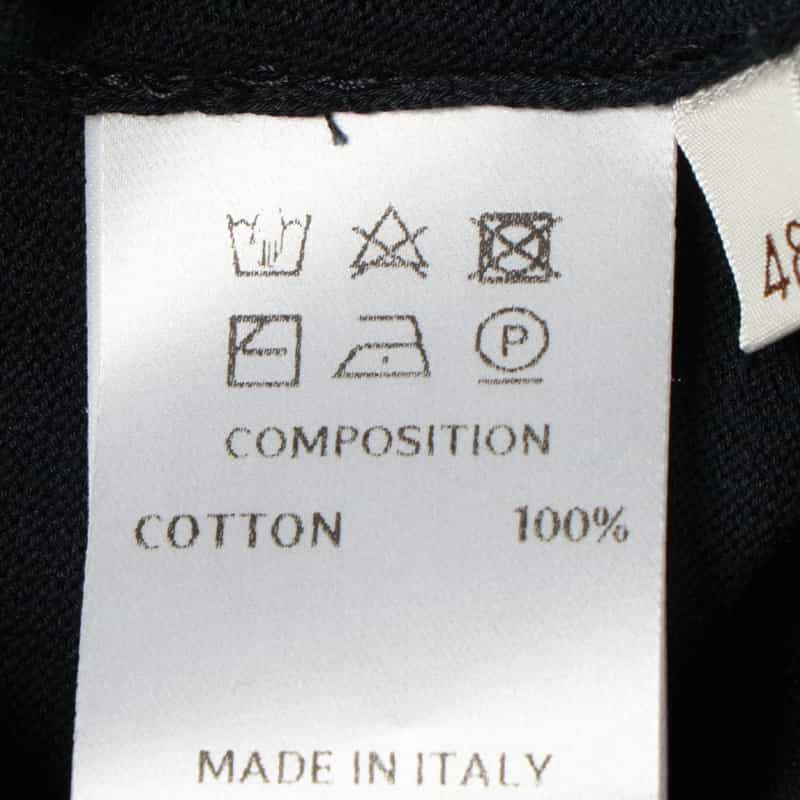 P
COMPOSITION
COTTON 100%
MADE IN ITALY
48